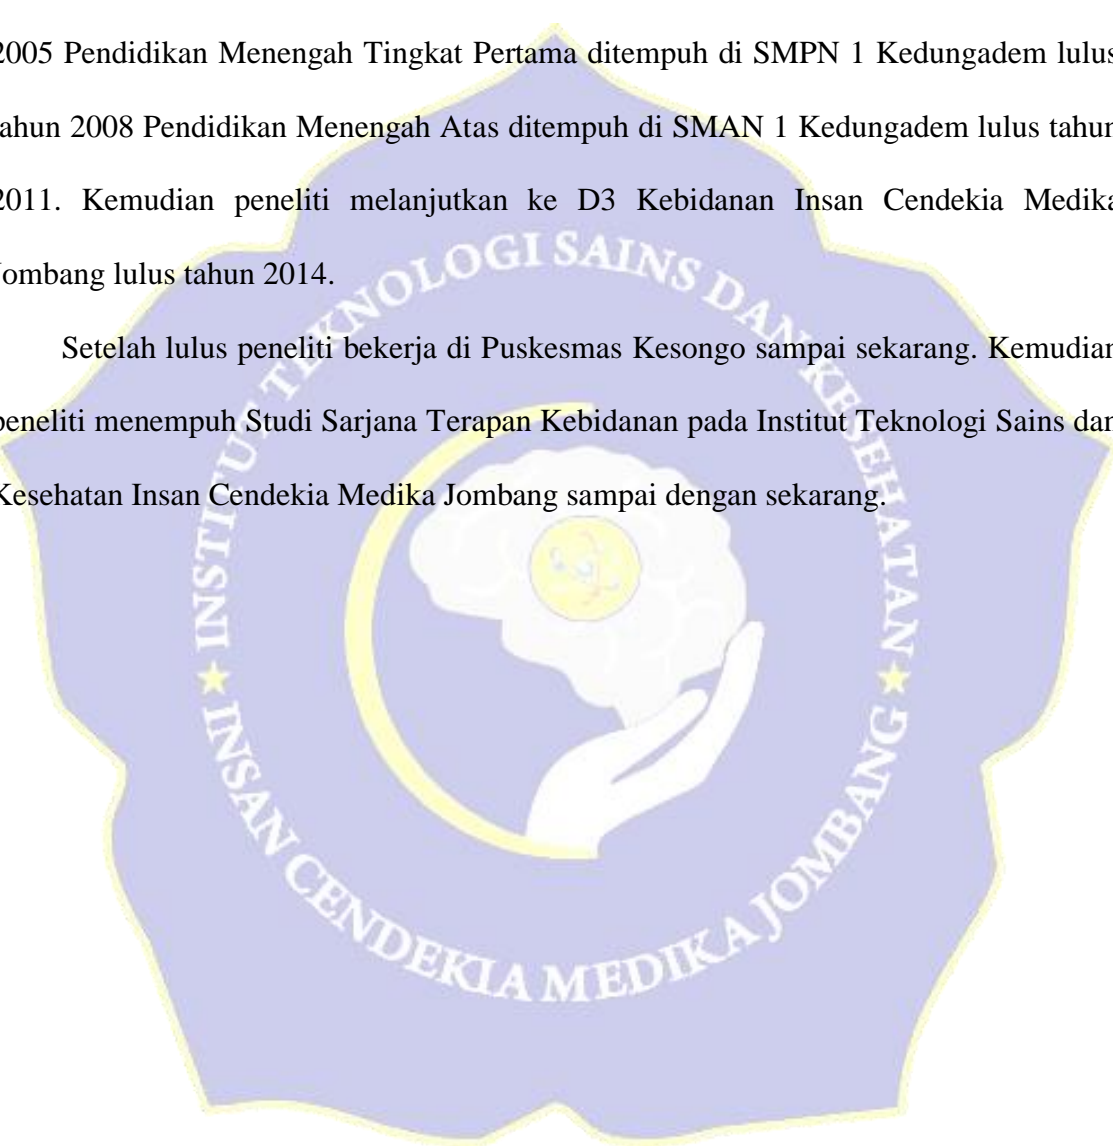 2005 Pendidikan Menengah Tingkat Pertama ditempuh di SMPN 1 Kedungadem lulus
tahun 2008 Pendidikan Menengah Atas ditempuh di SMAN 1 Kedungadem lulus tahun
2011. Kemudian peneliti melanjutkan ke D3 Kebidanan Insan Cendekia Medika
Jombang lulus tahun 2014.
Setelah lulus peneliti bekerja di Puskesmas Kesongo sampai sekarang. Kemudian
peneliti menempuh Studi Sarjana Terapan Kebidanan pada Institut Teknologi Sains dan
Kesehatan Insan Cendekia Medika Jombang sampai dengan sekarang.
INSTITUT TEKNOLOGI SAINS DAN KESEHATAN
INSAN CENDEKIA MEDIKA JOMBANG